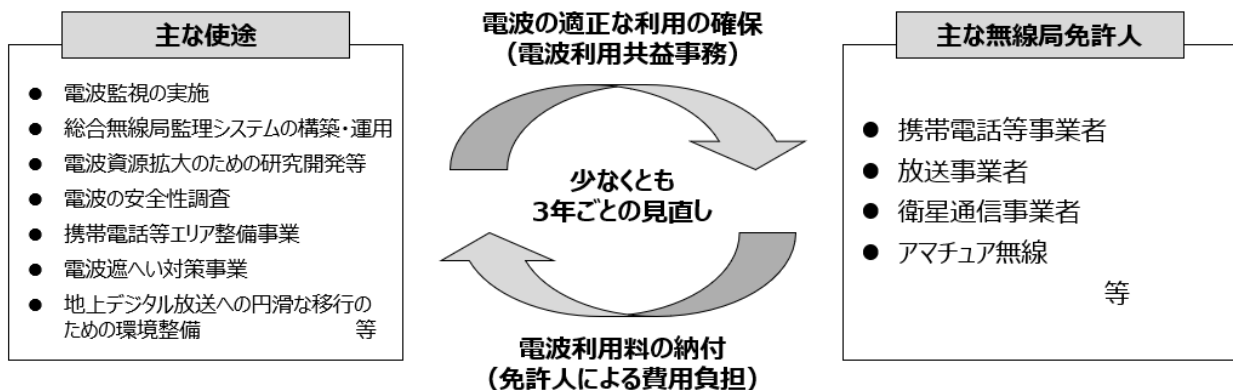 主な使途
● 電波監視の実施
● 総合無線局監理システムの構築・運用
● 電波資源拡大のための研究開発等
● 電波の安全性調査
● 携帯電話等エリア整備事業
● 電波遮へい対策事業
● 地上デジタル放送への円滑な移行の
ための環境整備 等
電波の適正な利用の確保
(電波利用共益事務)
少なくとも
3年ごとの見直し
電波利用料の納付
(免許人による費用負担)
主な無線局免許人
● 携帯電話等事業者
● 放送事業者
● 衛星通信事業者
● アマチュア無線
等